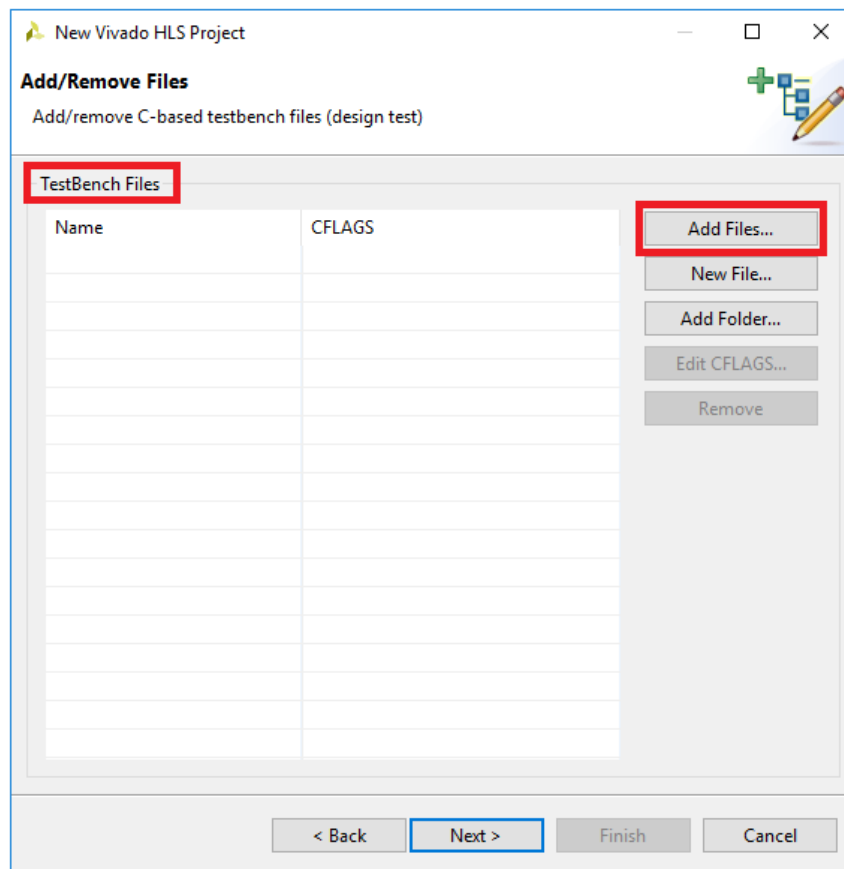 New Vivado HLS Project
Add/Remove Files
Add/remove C-based testbench files (design test)
TestBench Files
Name CFLAGS
Add Files...
New File...
Add Folder...
Edit CFLAGS...
Remove
< Back Next > Finish Cancel